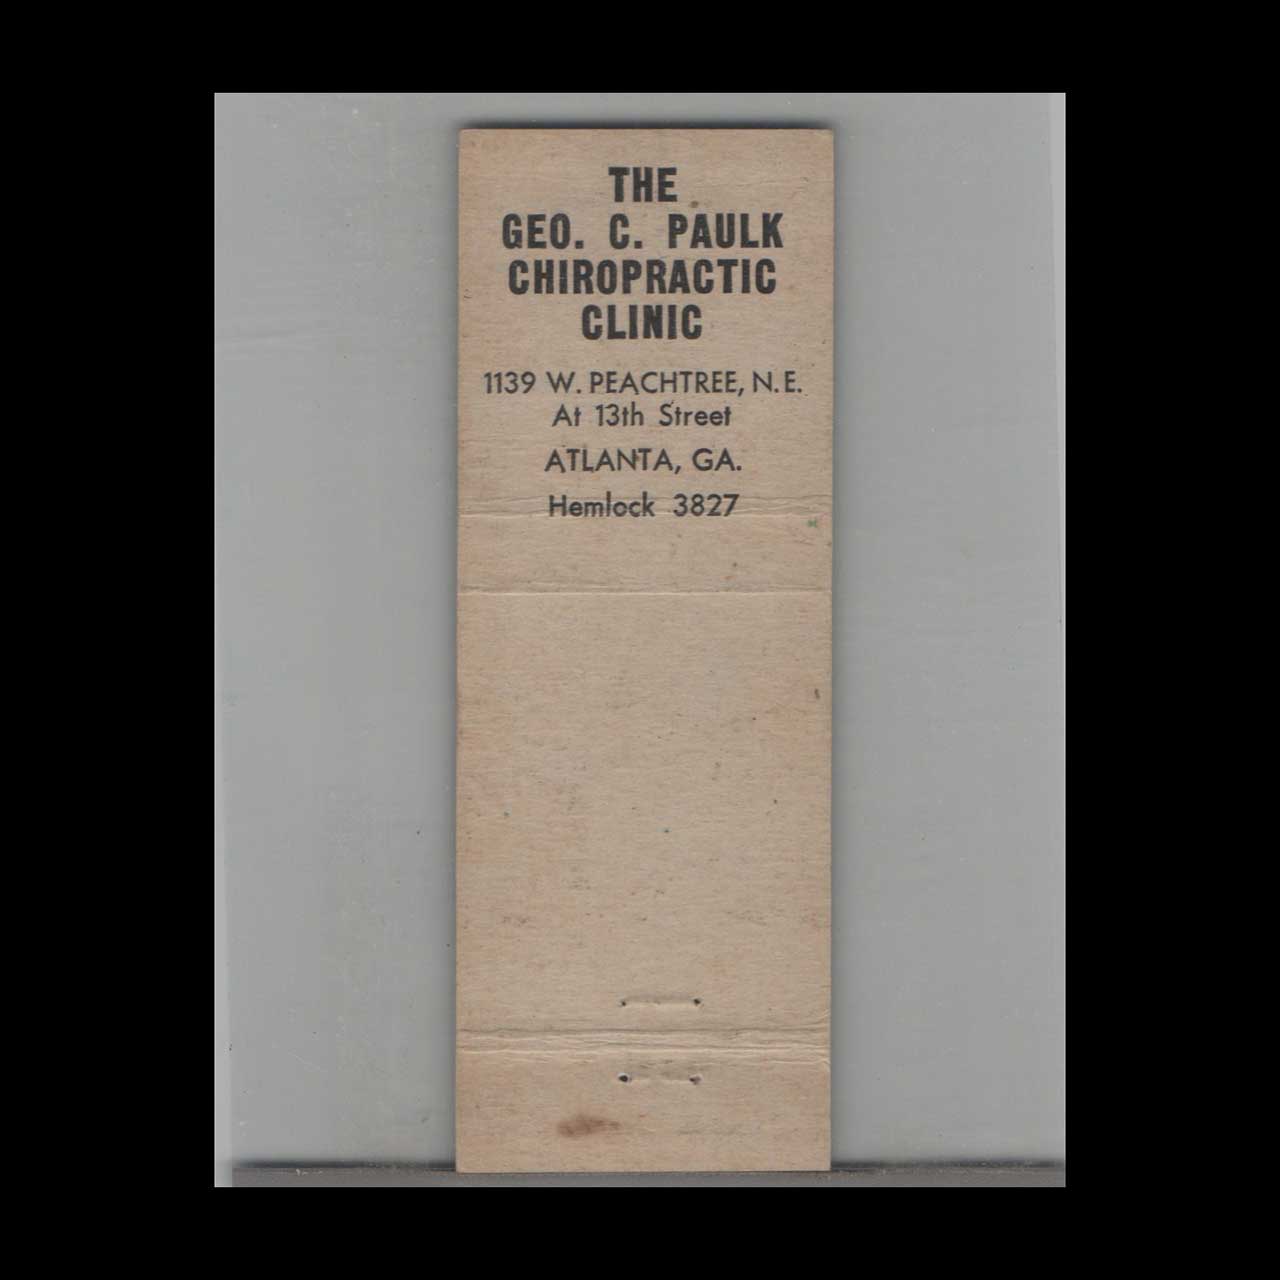 THE
GEO. C. PAULK
CHIROPRACTIC
CLINIC
1139 W. PEACHTREE, N.E.
At 13th Street
ATLANTA, GA.
Hemlock 3827